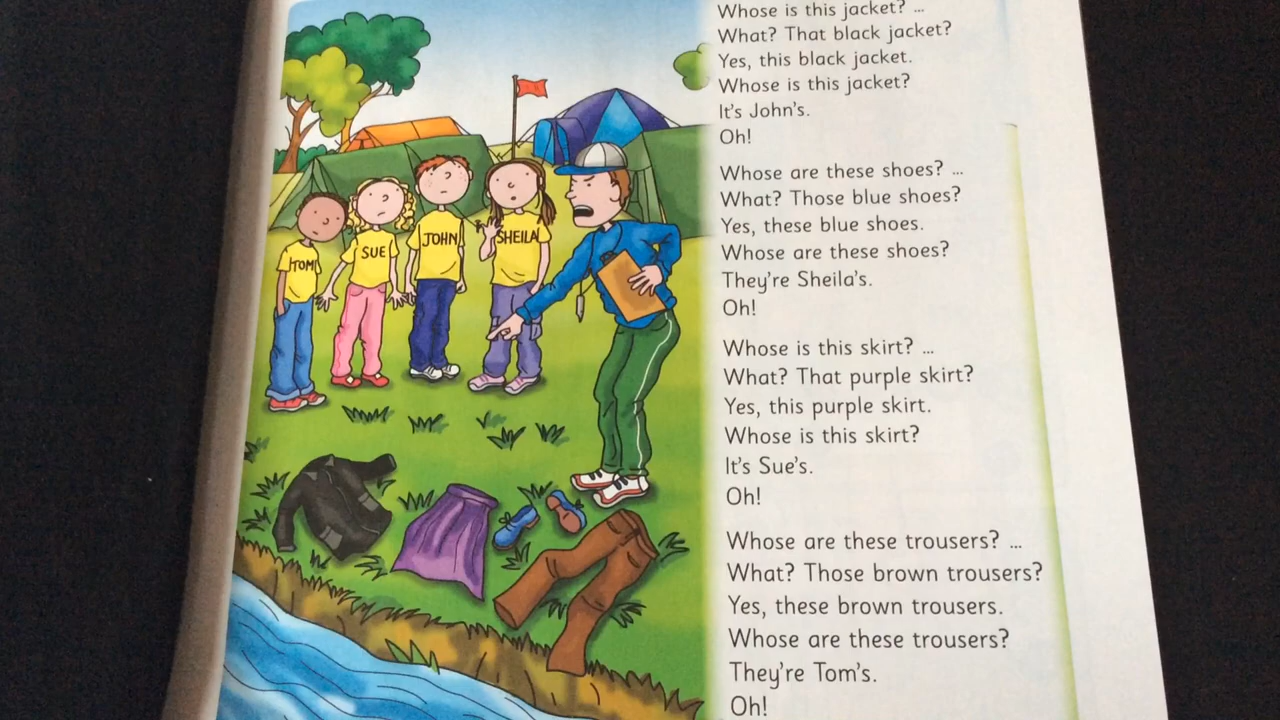 Whose is this jacket? ...
What? That black jacket?
Yes, this black jacket.
Whose is this jacket?
It's John's.
Oh!
Whose are these shoes? ...
What? Those blue shoes?
Yes, these blue shoes.
Whose are these shoes?
They're Sheila's.
Oh!
Whose is this skirt? ...
What? That purple skirt?
Yes, this purple skirt.
Whose is this skirt?
It's Sue's.
Oh!
Whose are these trousers? ...
What? Those brown trousers?
Yes, these brown trousers.
Whose are these trousers?
They're Tom's.
Oh!
TOM
SUE
JOHN
SHEILA